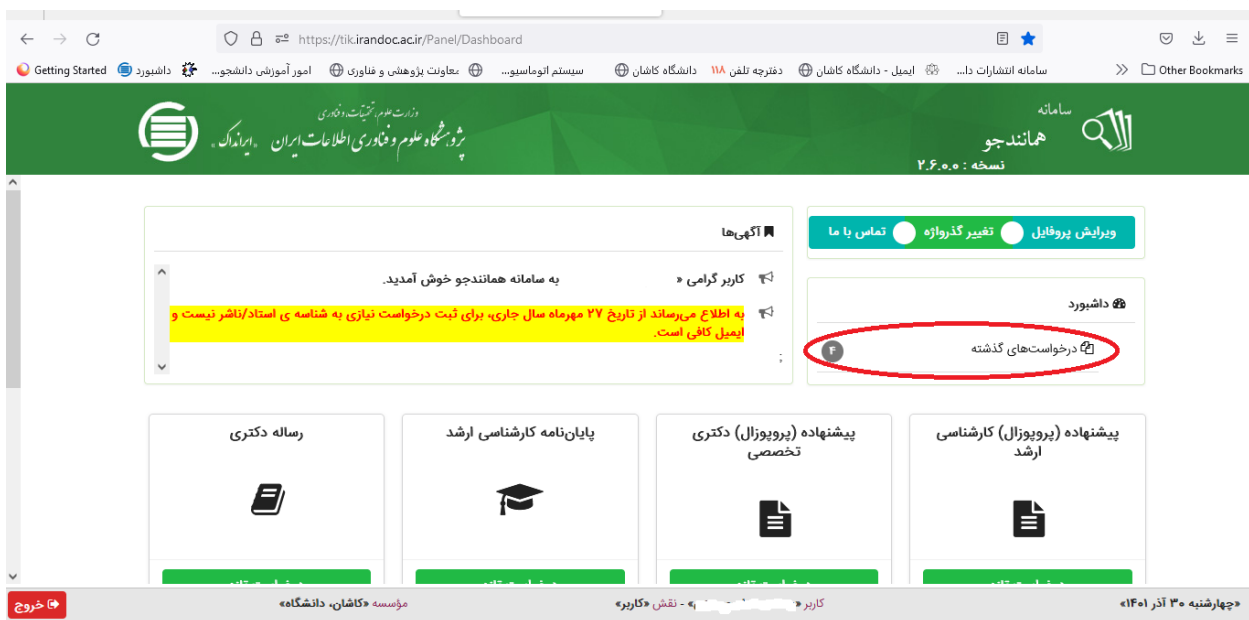 https://tik.irandoc.ac.ir/Panel/Dashboard
Getting Started
داشبورد
امور آموزشی دانشجو...
معاونت پژوهشی و فناوری
سیستم اتوماسیو...
دانشگاه کاشان
دفترچه تلفن ۱۱۸
ایمیل - دانشگاه کاشان
سامانه انتشارات دا...
Other Bookmarks
سامانه
همانندجو
نسخه : ۲.۶.۰.۰
وزارت علوم، تحقیقات و فناوری
پژوهشگاه علوم و فناوری اطلاعات ایران «ایرانداک»
ویرایش پروفایل
تغییر گذرواژه
تماس با ما
داشبورد
درخواست‌های گذشته
۴
آگهی‌ها
کاربر گرامی « به سامانه همانندجو خوش آمدید.
به اطلاع می‌رساند از تاریخ ۲۷ مهرماه سال جاری، برای ثبت درخواست نیازی به شناسه ی استاد/ناشر نیست و
ایمیل کافی است.
;
پیشنهاده (پروپوزال) کارشناسی
ارشد
پیشنهاده (پروپوزال) دکتری
تخصصی
پایان‌نامه کارشناسی ارشد
رساله دکتری
«چهارشنبه ۳۰ آذر ۱۴۰۱»
کاربر « » - نقش «کاربر»
مؤسسه «کاشان، دانشگاه»
خروج